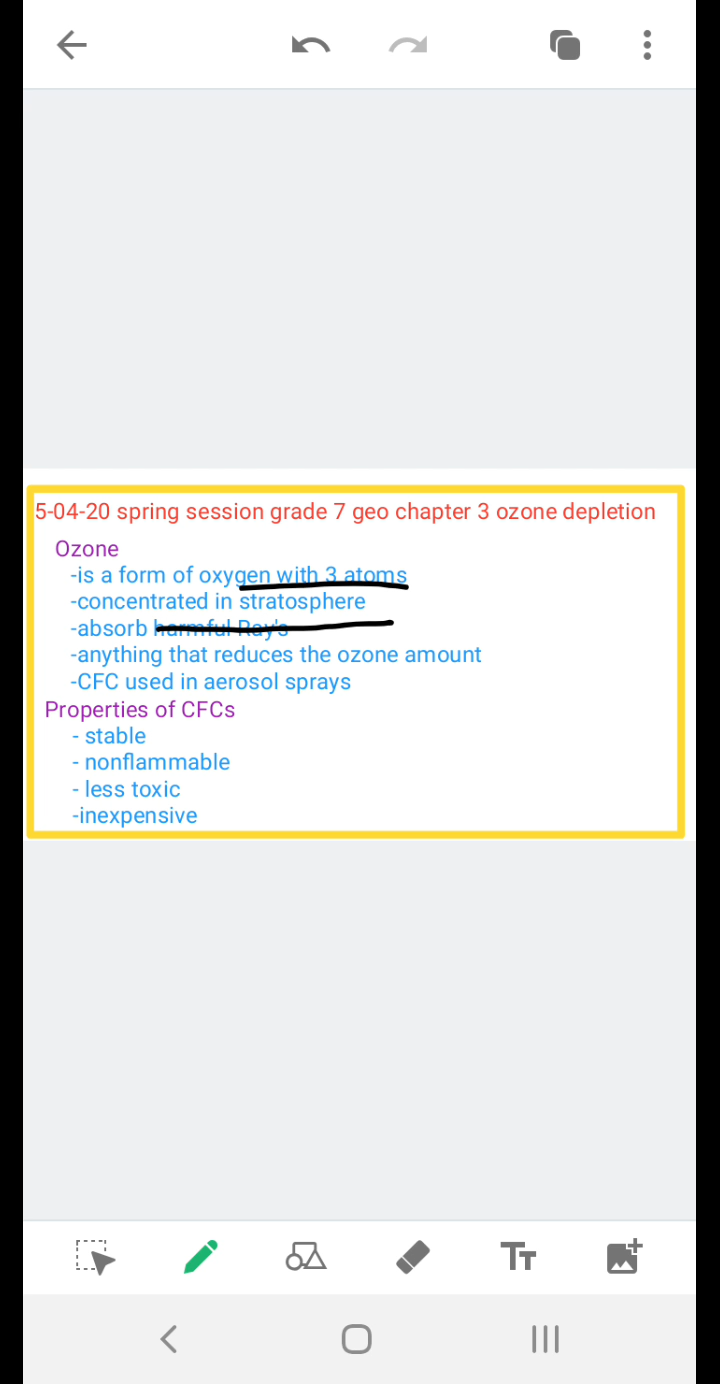 5-04-20 spring session grade 7 geo chapter 3 ozone depletion
Ozone
-is a form of oxygen with 3 atoms
-concentrated in stratosphere
-absorb harmful Ray's
-anything that reduces the ozone amount
-CFC used in aerosol sprays
Properties of CFCs
- stable
- nonflammable
- less toxic
-inexpensive
TT